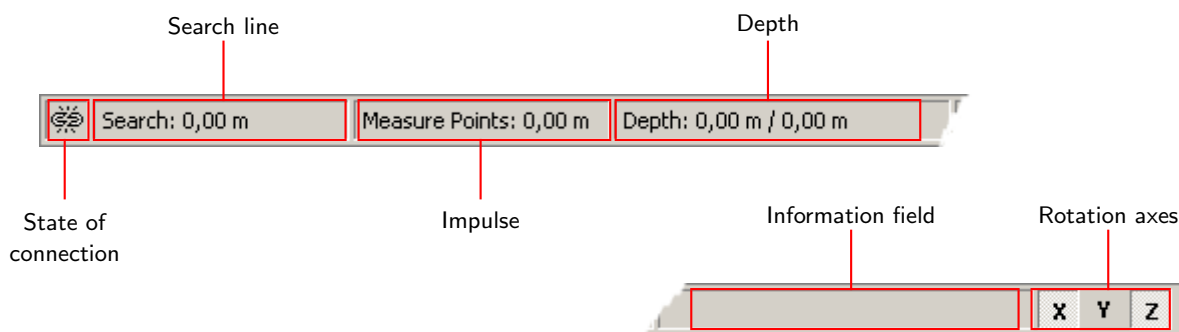 Search line
Depth
Search: 0,00 m
Measure Points: 0,00 m
Depth: 0,00 m / 0,00 m
State of
connection
Impulse
Information field
Rotation axes
X Y Z